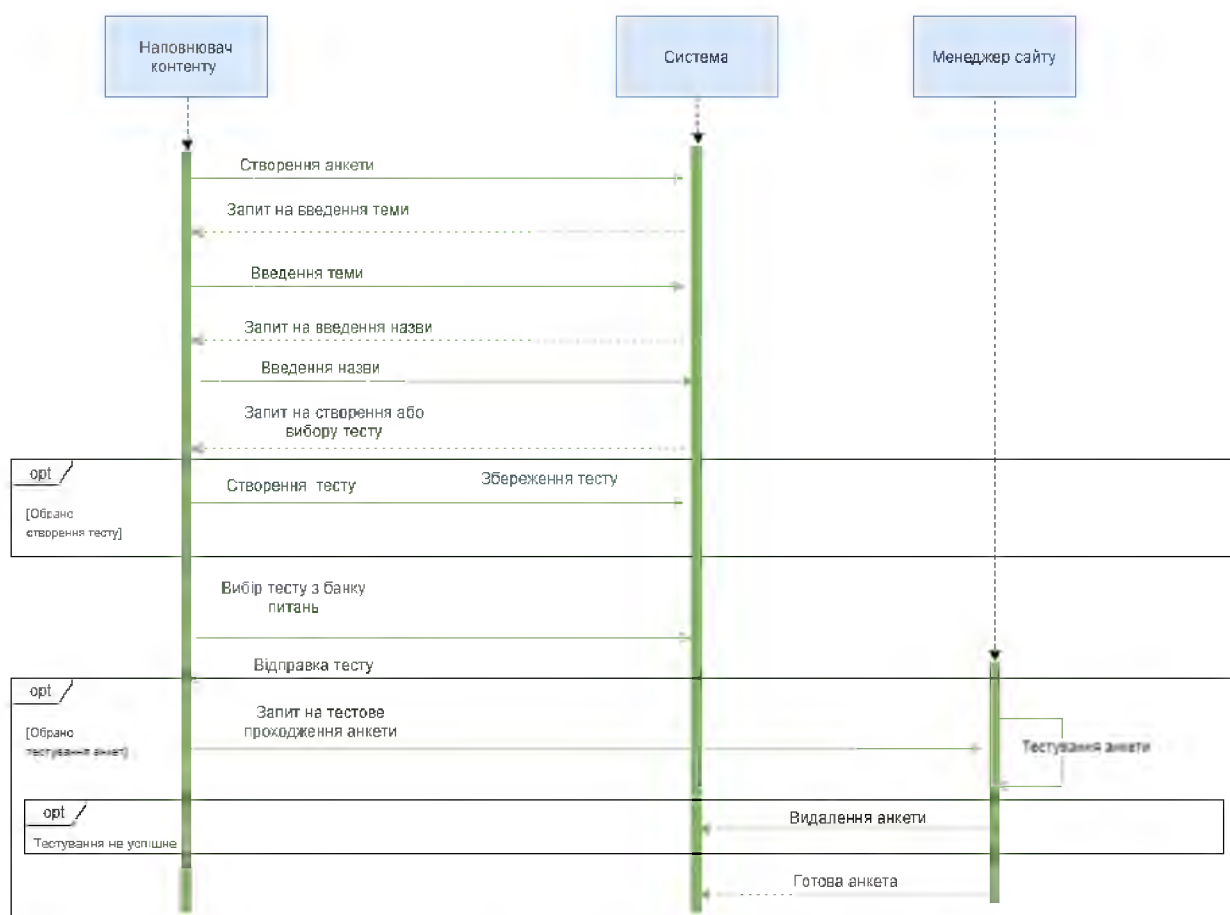 Наповнювач
контенту
Система
Менеджер сайту
Створення анкети
Запит на введення теми
Введення теми
Запит на введення назви
Введення назви
Запит на створення або
вибору тесту
opt
Збереження тесту
Створення тесту
[Обрано
створення тесту]
Вибір тесту з банку
питань
Відправка тесту
opt
Запит на тестове
проходження анкети
[Обрано
тестування анкет]
Тестування анкети
opt
Видалення анкети
Тестування не успішне
Готова анкета